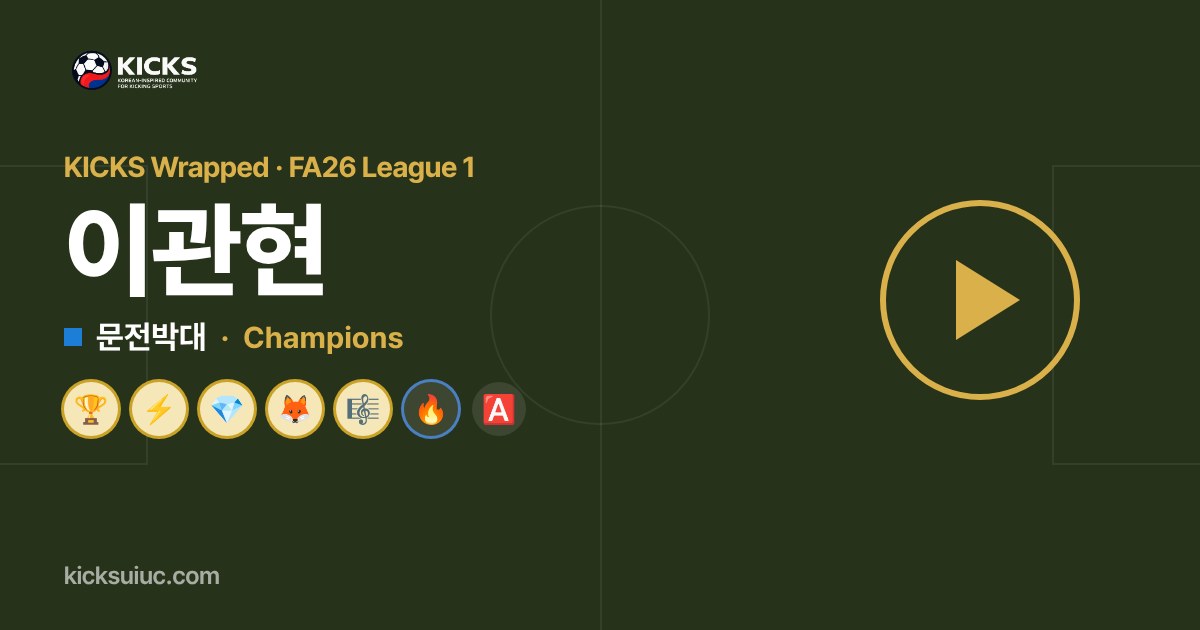 KICKS
KOREAN-INSPIRED COMMUNITY
FOR KICKING SPORTS
KICKS Wrapped · FA26 League 1
이관현
문전박대 · Champions
🏆 ⚡ 💎 🦊 🎼 🔥 🅰
kicksuiuc.com